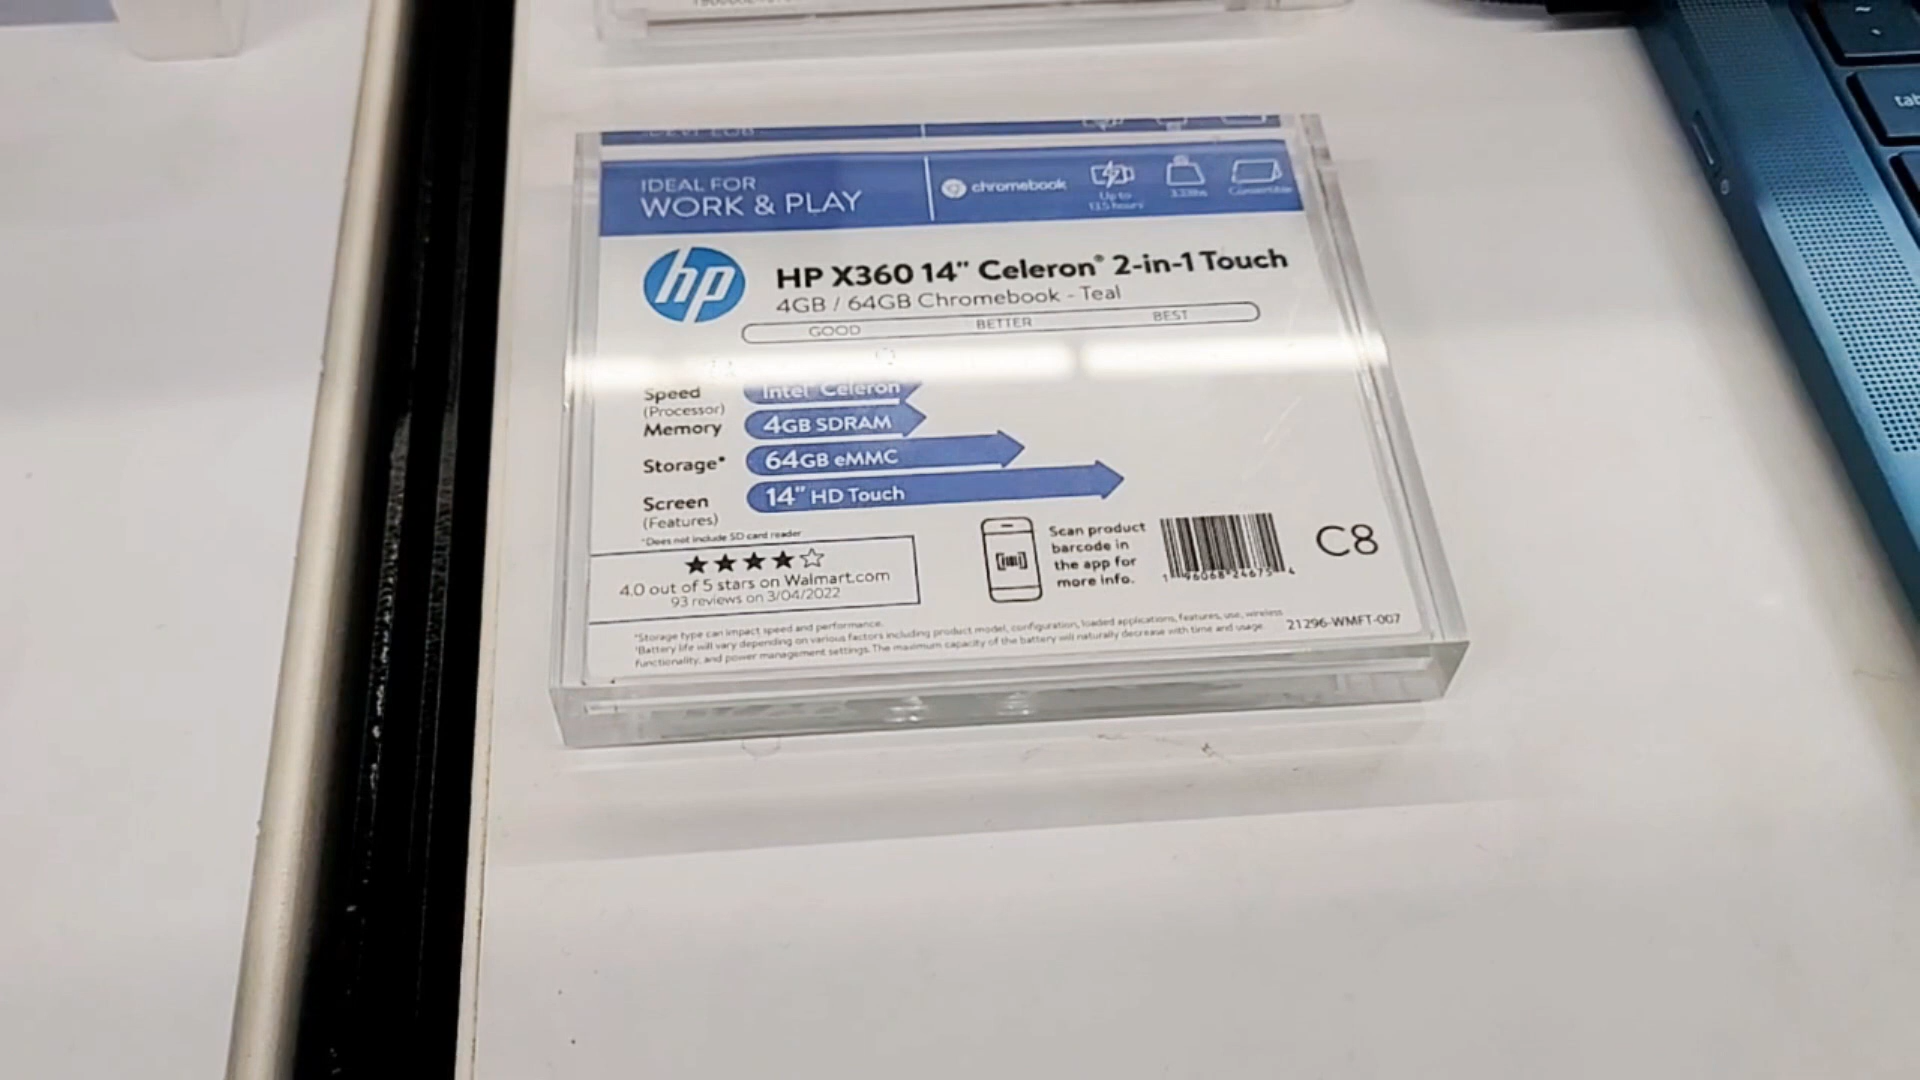 IDEAL FOR
WORK & PLAY
chromebook
Up to
13.5 hours
Convertible
hp
HP X360 14" Celeron® 2-in-1 Touch
4GB / 64GB Chromebook - Teal
GOOD BETTER BEST
Speed
(Processor)
Intel Celeron
Memory
4GB SDRAM
Storage*
64GB eMMC
Screen
(Features)
14" HD Touch
*Does not include SD card reader
4.0 out of 5 stars on Walmart.com
93 reviews on 3/04/2022
Scan product
barcode in
the app for
more info.
C8
*Storage type can impact speed and performance.
¹Battery life will vary depending on various factors including product model, configuration, loaded applications, features, use, wireless
functionality, and power management settings. The maximum capacity of the battery will naturally decrease with time and usage.
21296-WMFT-007
tab